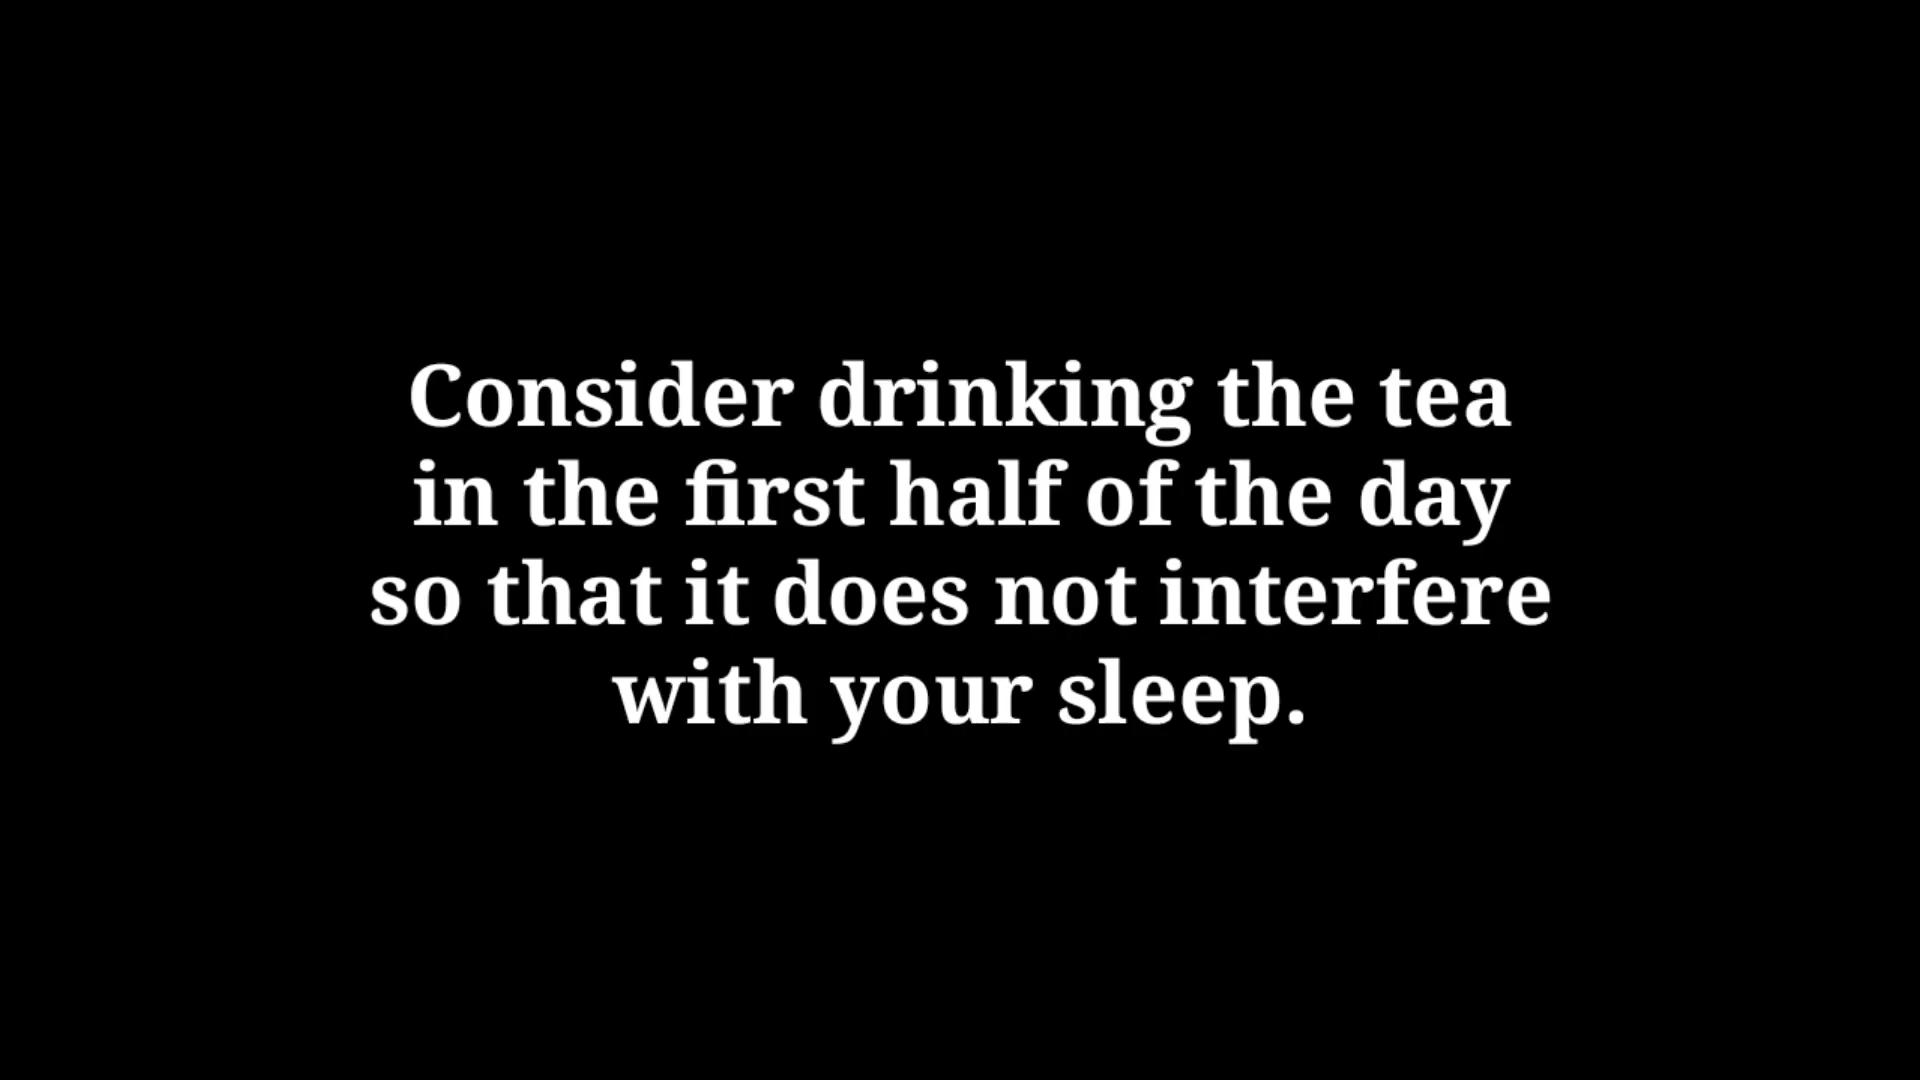 Consider drinking the tea
in the first half of the day
so that it does not interfere
with your sleep.